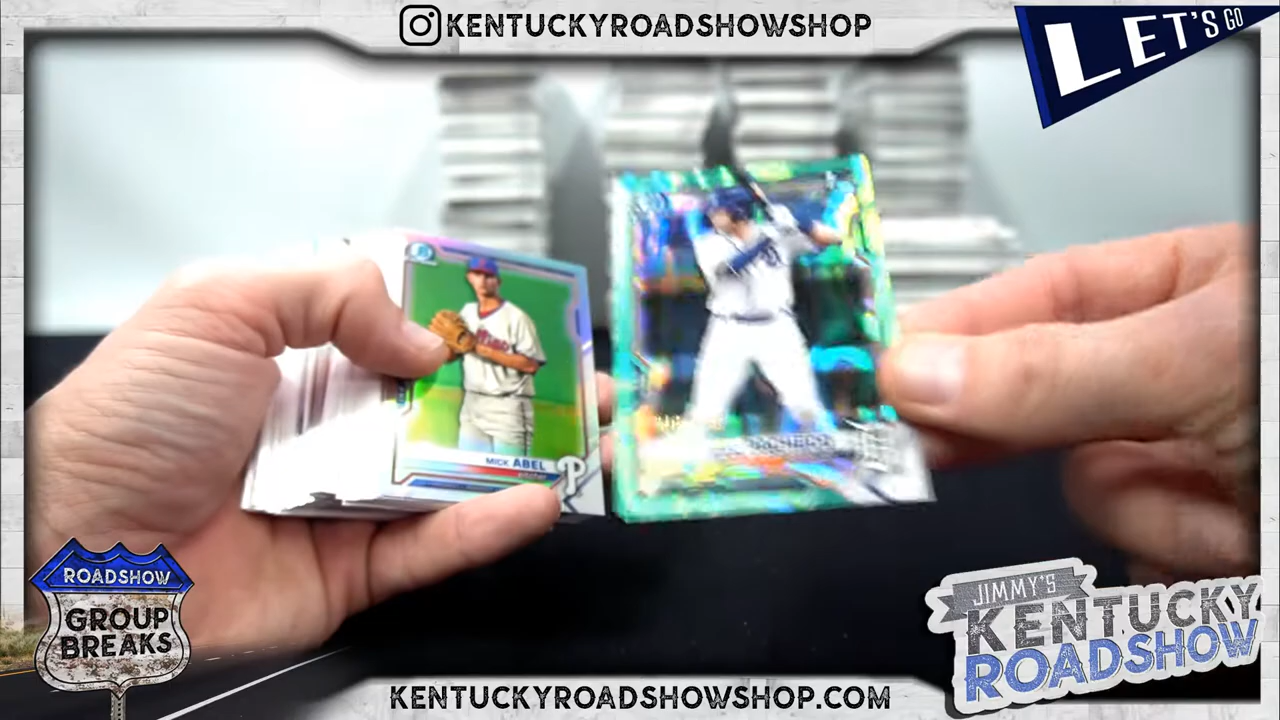 KENTUCKYROADSHOWSHOP
LET'S GO
MICK ABEL
P
ROADSHOW
GROUP
BREAKS
JIMMY'S
KENTUCKY
ROADSHOW
KENTUCKYROADSHOWSHOP.COM